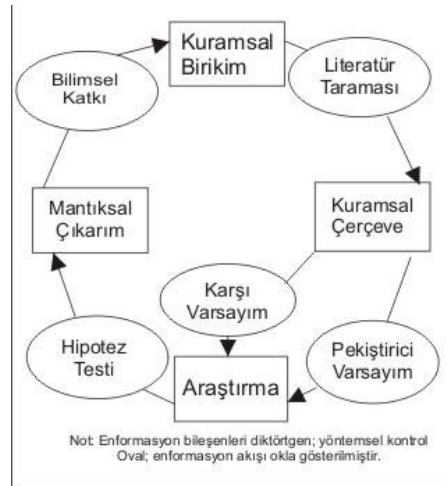 Kuramsal
Birikim
Literatür
Taraması
Kuramsal
Çerçeve
Pekiştirici
Varsayım
Karşı
Varsayım
Araştırma
Hipotez
Testi
Mantıksal
Çıkarım
Bilimsel
Katkı
Not: Enformasyon bileşenleri diktörtgen; yöntemsel kontrol
Oval; enformasyon akışı okla gösterilmiştir.